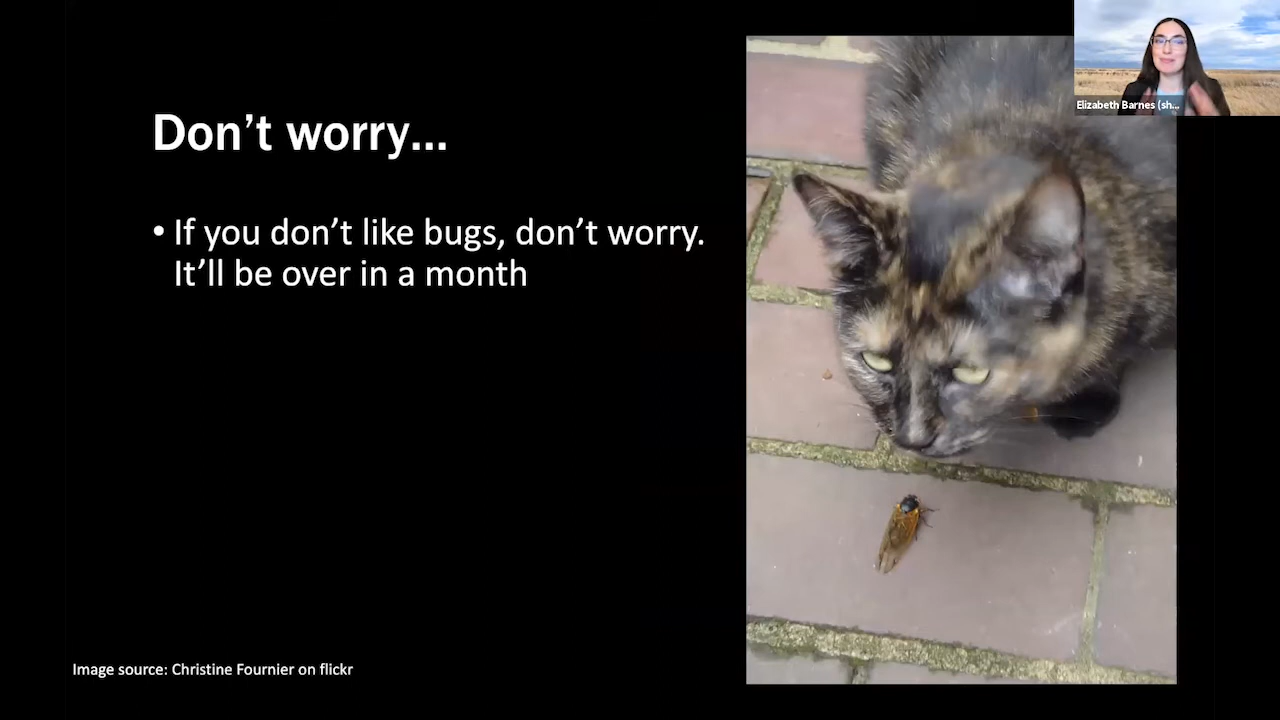 Elizabeth Barnes (sh...
Don’t worry...
• If you don’t like bugs, don’t worry.
It’ll be over in a month
Image source: Christine Fournier on flickr